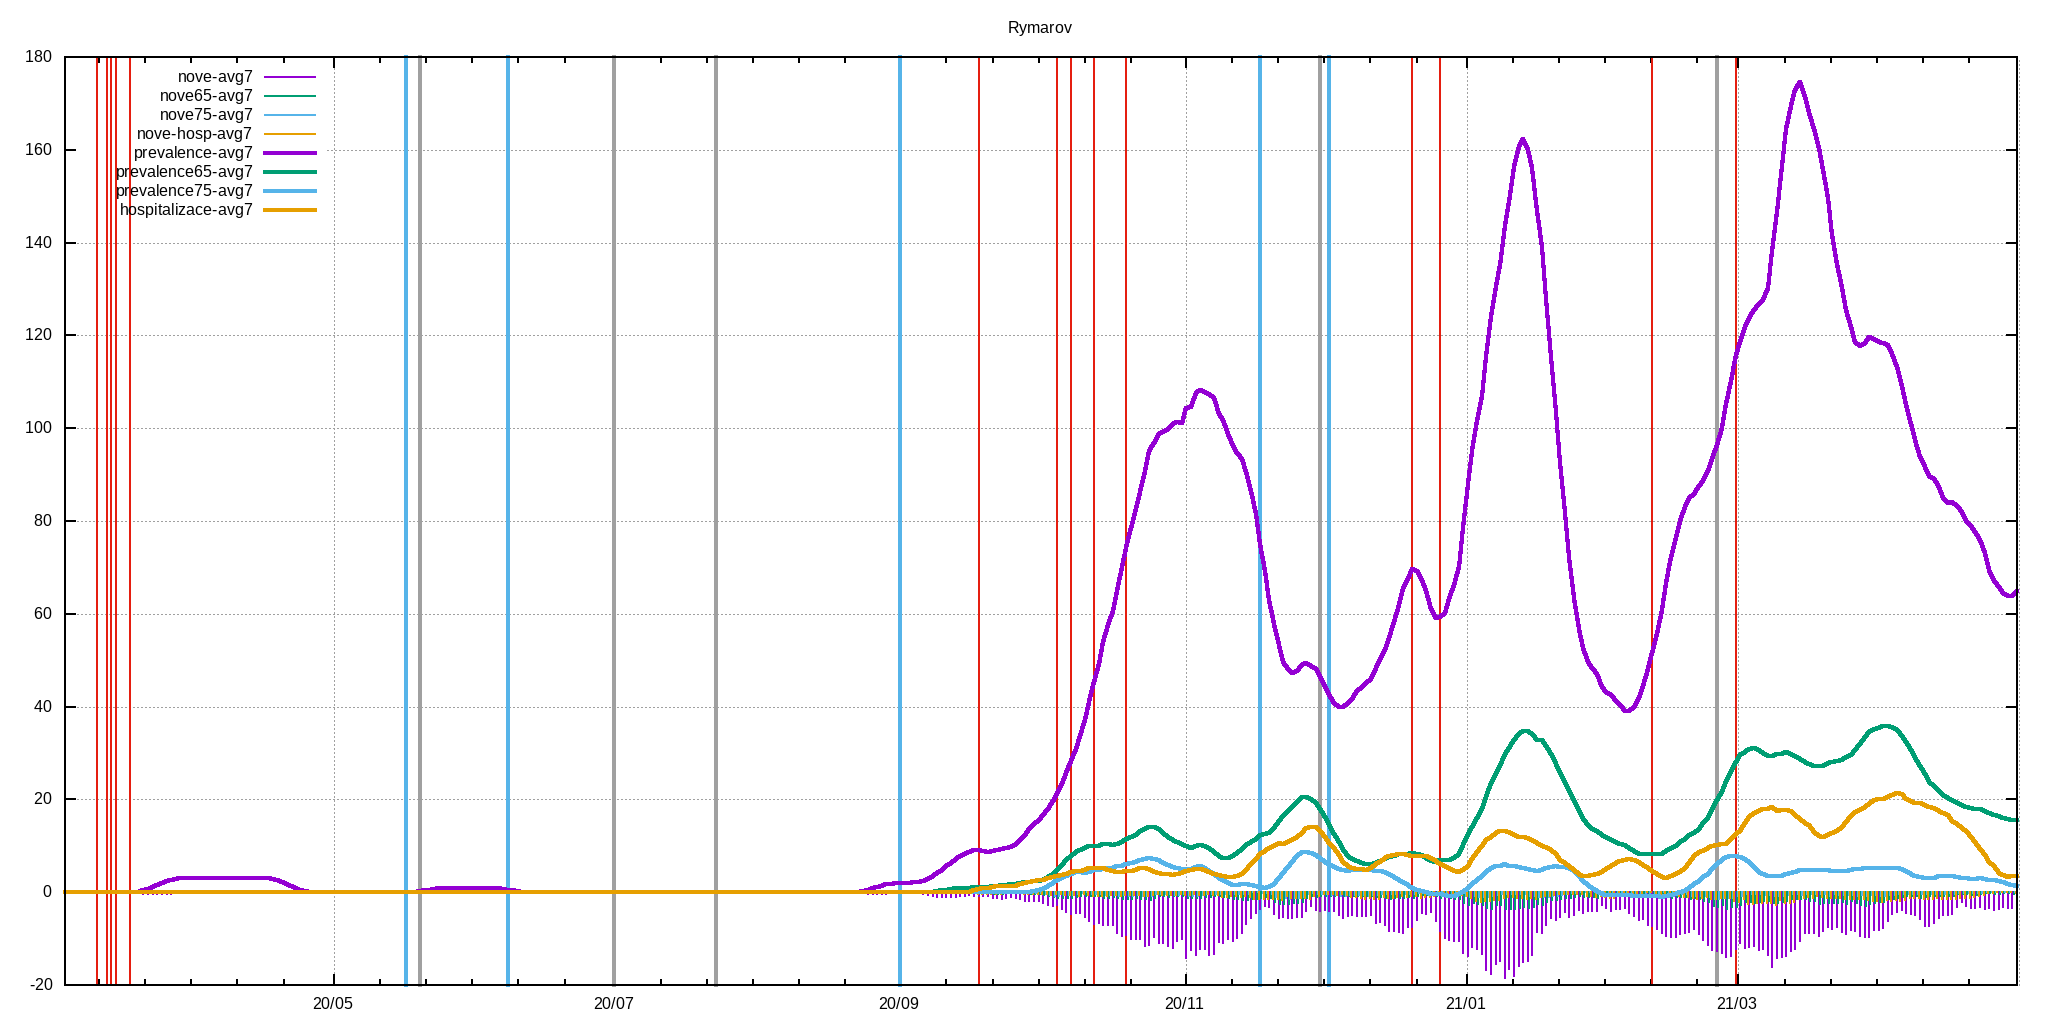 Rymarov
180
160
140
120
100
80
60
40
20
0
-20
nove-avg7
nove65-avg7
nove75-avg7
nove-hosp-avg7
prevalence-avg7
prevalence65-avg7
prevalence75-avg7
hospitalizace-avg7
20/05
20/07
20/09
20/11
21/01
21/03